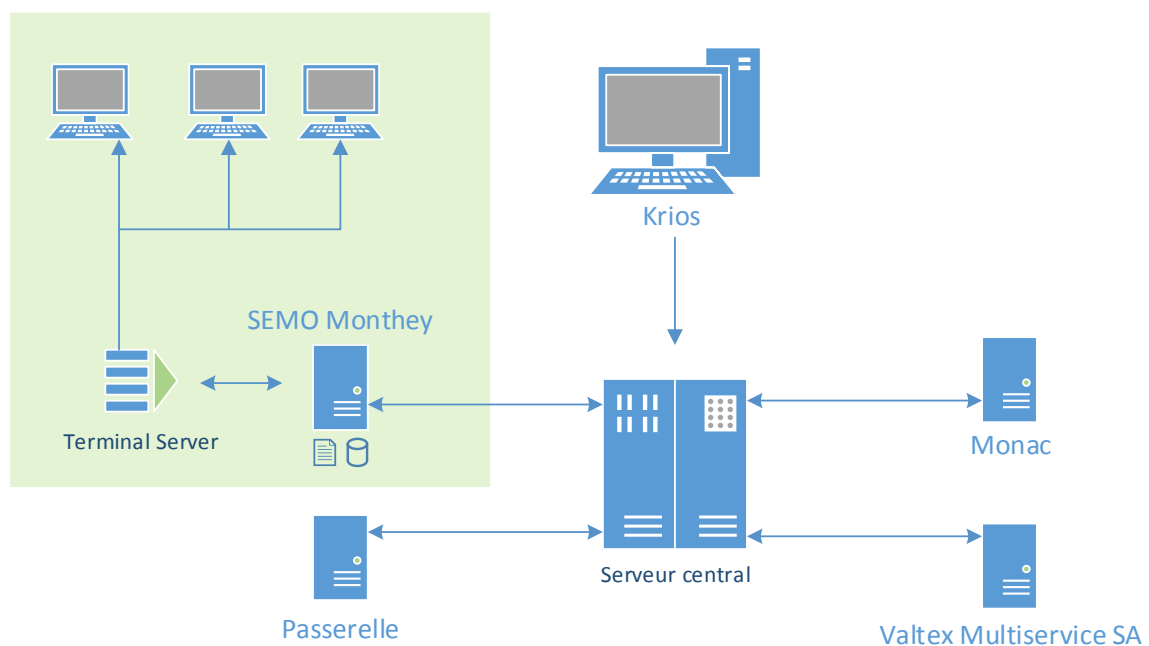 Krios
SEMO Monthey
Terminal Server
Monac
Serveur central
Passerelle
Valtex Multiservice SA